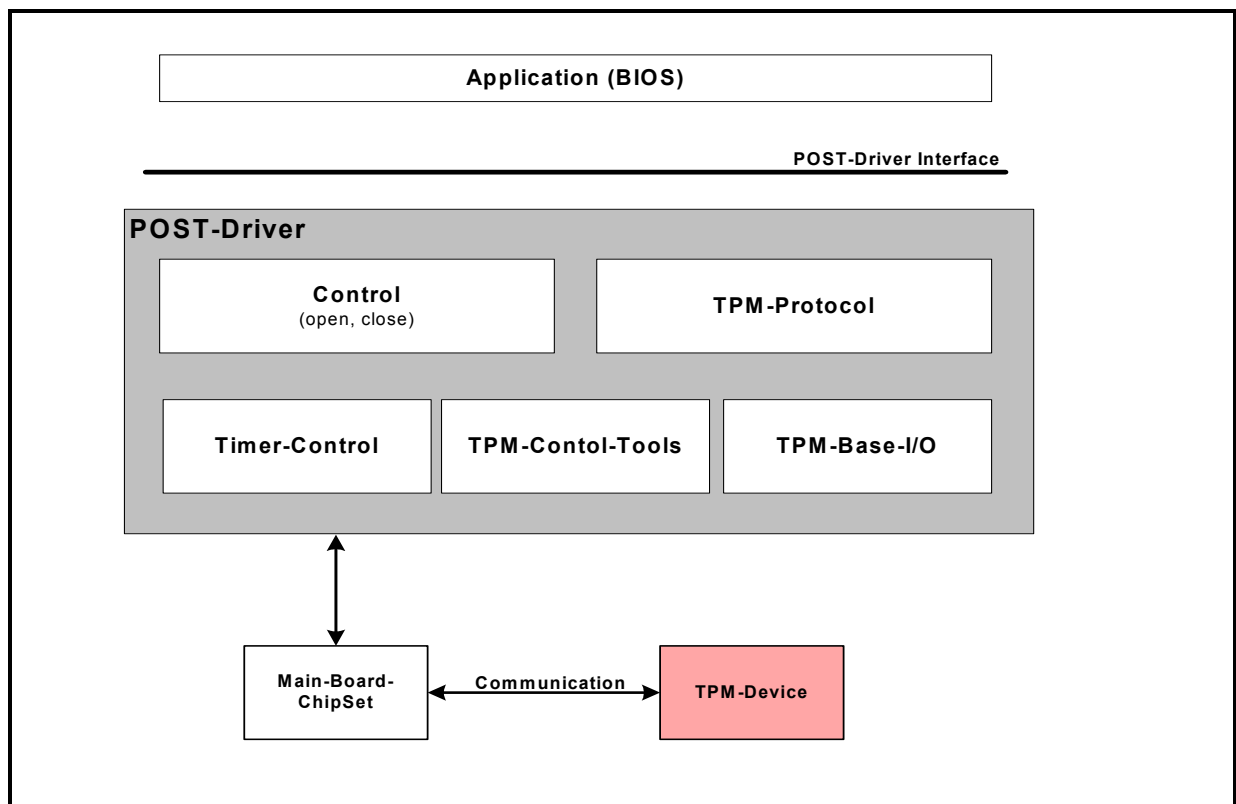 Application (BIOS)
POST-Driver Interface
POST-Driver
Control
(open, close)
TPM-Protocol
Timer-Control
TPM-Contol-Tools
TPM-Base-I/O
Main-Board-
ChipSet
Communication
TPM-Device